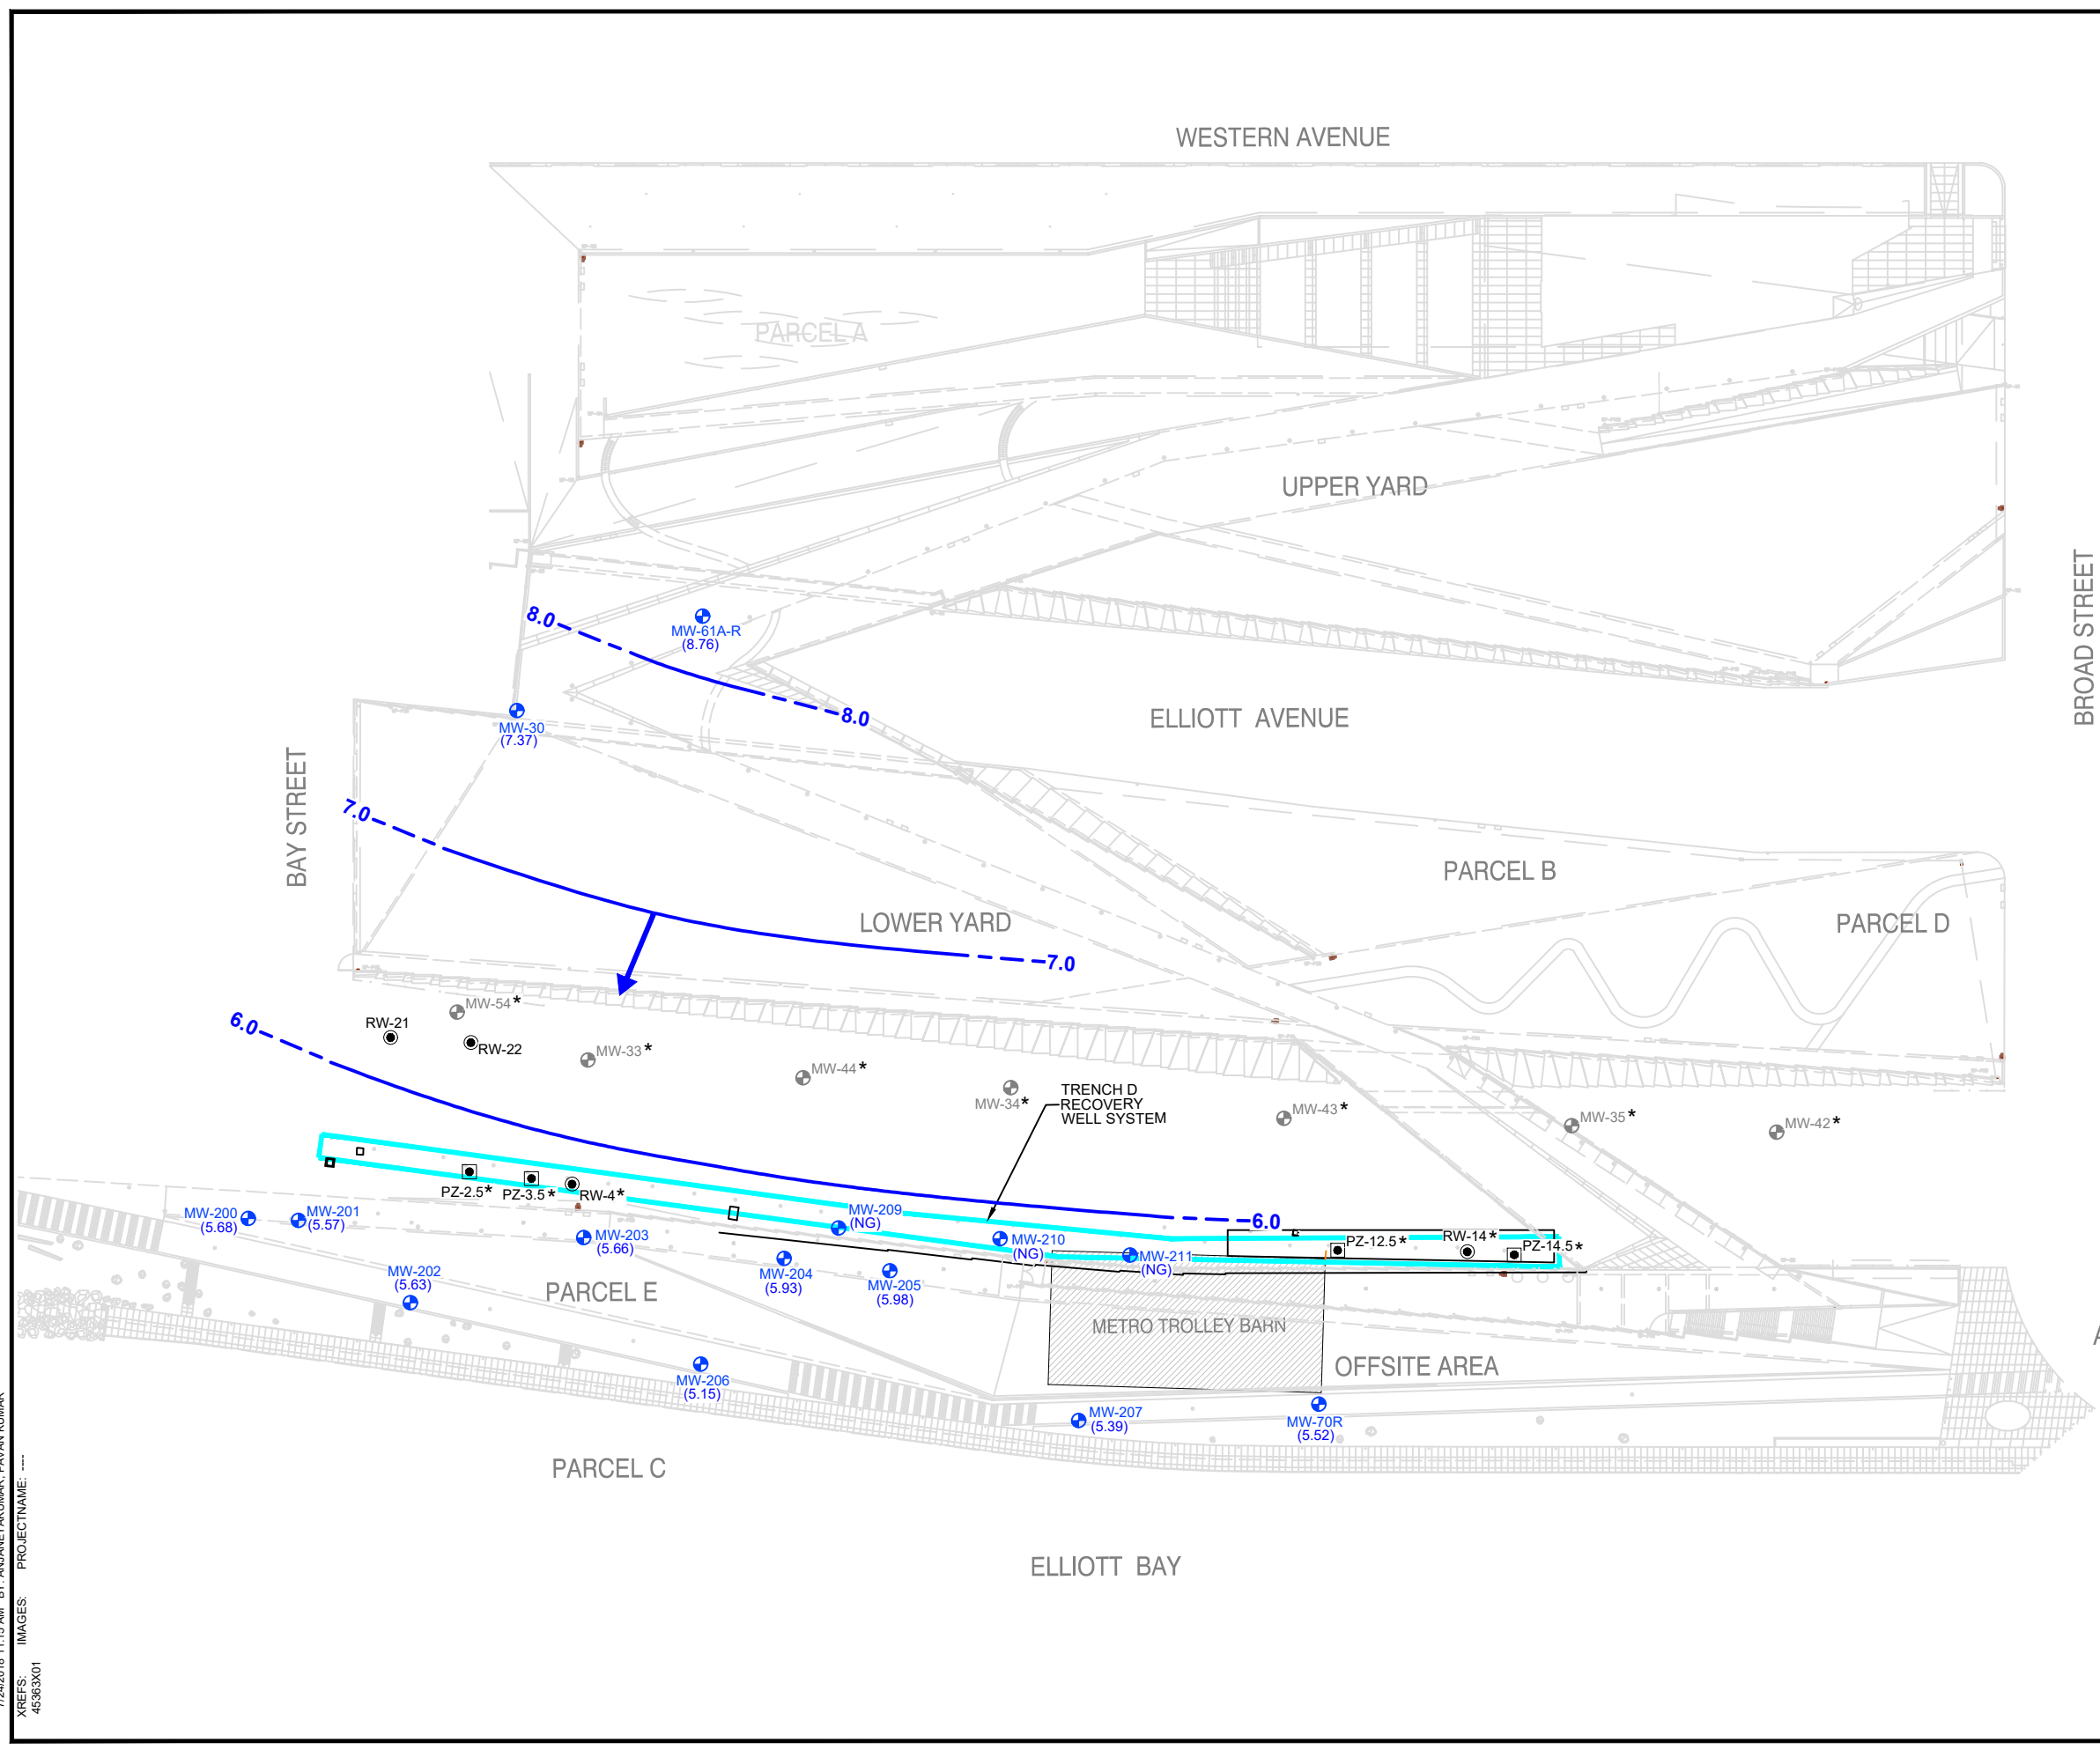 WESTERN AVENUE
PARCEL A
UPPER YARD
BROAD STREET
8.0
MW-61A-R
(8.76)
8.0
ELLIOTT AVENUE
MW-30
(7.37)
BAY STREET
7.0
PARCEL B
LOWER YARD
PARCEL D
7.0
MW-54*
6.0
RW-21
RW-22
MW-33*
MW-44*
MW-34*
TRENCH D
RECOVERY
WELL SYSTEM
MW-43*
MW-35*
MW-42*
PZ-2.5*
PZ-3.5*
RW-4*
MW-200
(5.68)
MW-201
(5.57)
MW-203
(5.66)
MW-209
(NG)
MW-210
(NG)
MW-211
(NG)
6.0
PZ-12.5*
RW-14*
PZ-14.5*
MW-202
(5.63)
PARCEL E
MW-204
(5.93)
MW-205
(5.98)
METRO TROLLEY BARN
OFFSITE AREA
MW-206
(5.15)
MW-207
(5.39)
MW-70R
(5.52)
PARCEL C
ELLIOTT BAY
XREFS: IMAGES: PROJECTNAME: ----
45363X01